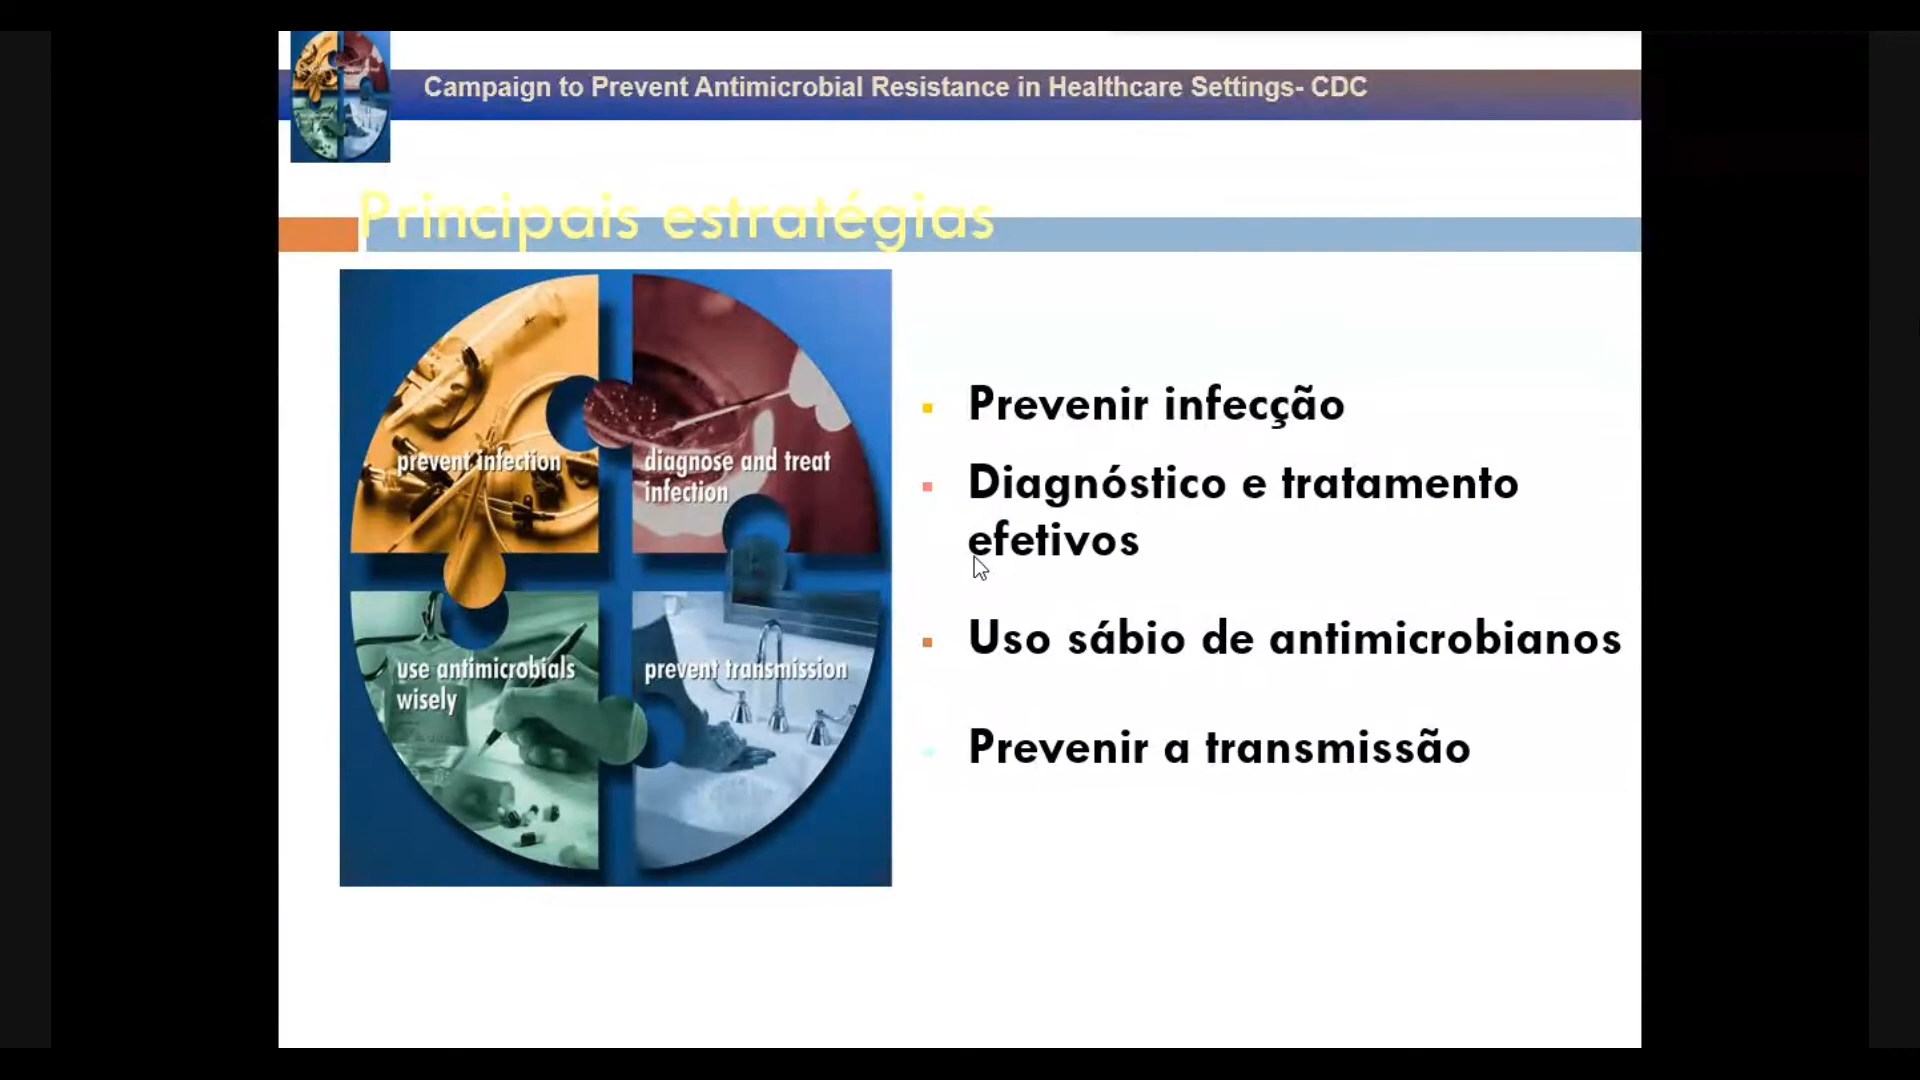 Campaign to Prevent Antimicrobial Resistance in Healthcare Settings- CDC
Principais estratégias
prevent infection
diagnose and treat
infection
use antimicrobials
wisely
prevent transmission
Prevenir infecção
Diagnóstico e tratamento
efetivos
Uso sábio de antimicrobianos
Prevenir a transmissão